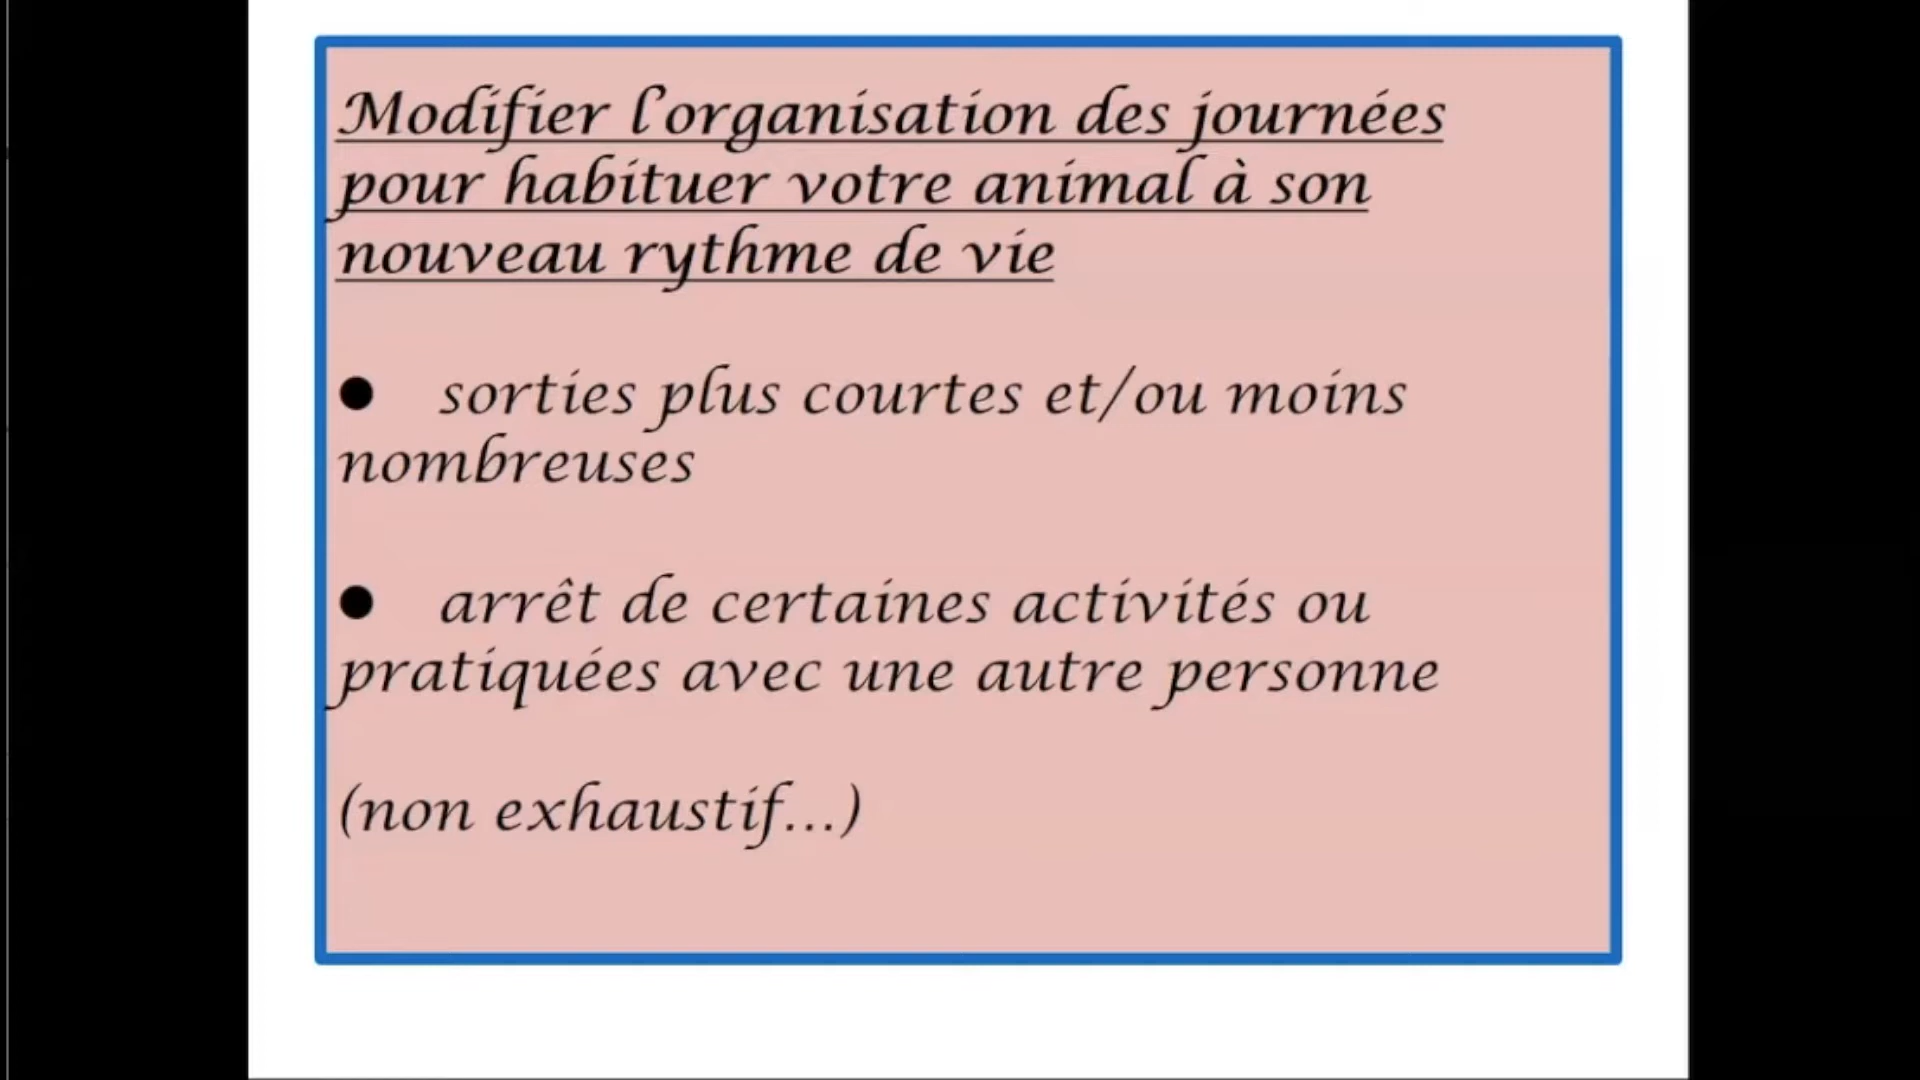 Modifier l'organisation des journées
pour habituer votre animal à son
nouveau rythme de vie
● sorties plus courtes et/ou moins
nombreuses
● arrêt de certaines activités ou
pratiquées avec une autre personne
(non exhaustif...)